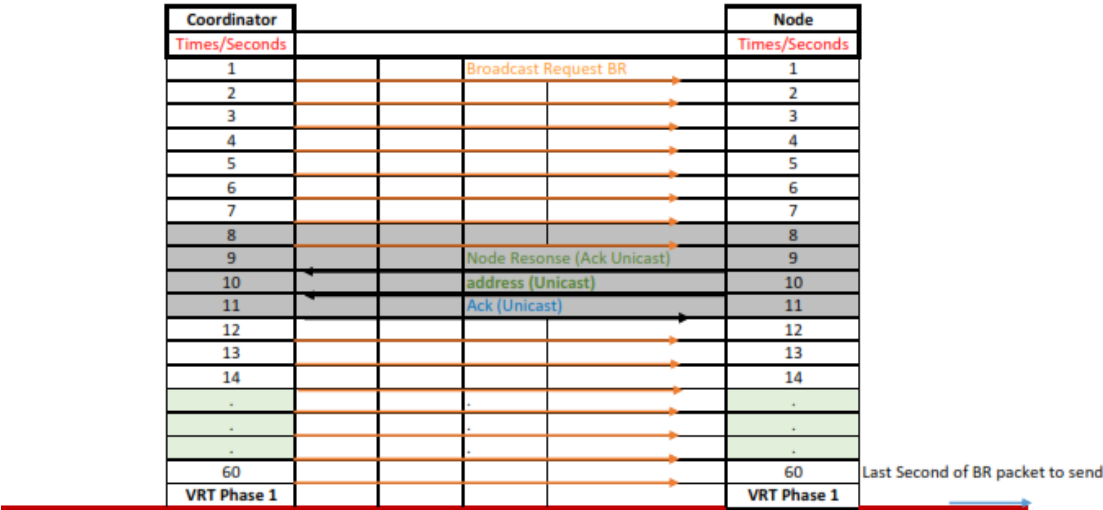 Coordinator Node
Times/Seconds Times/Seconds
1 Broadcast Request BR 1
2 2
3 3
4 4
5 5
6 6
7 7
8 8
9 Node Resonse (Ack Unicast) 9
10 address (Unicast) 10
11 Ack (Unicast) 11
12 12
13 13
14 14
. . .
. . .
. . .
60 60 Last Second of BR packet to send
VRT Phase 1 VRT Phase 1